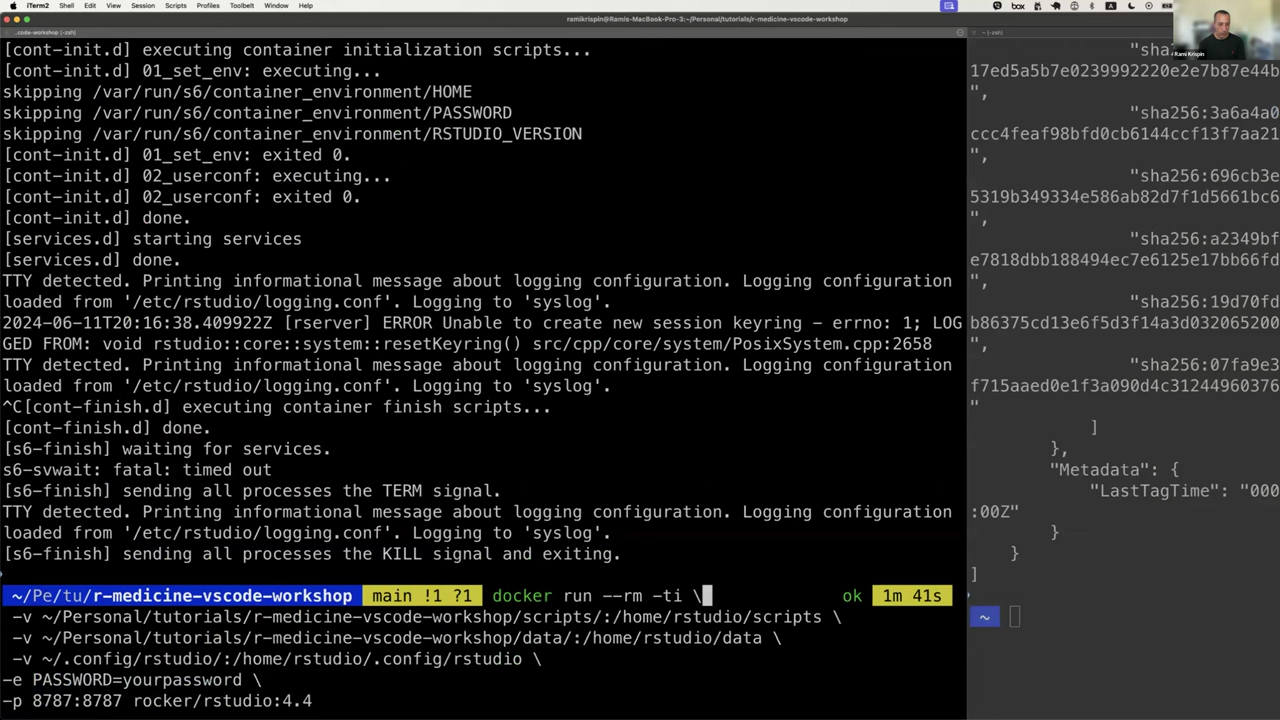 iTerm2 Shell Edit View Session Scripts Profiles Toolbelt Window Help
box
ramikrispin@Ramis-MacBook-Pro-3:~/Personal/tutorials/r-medicine-vscode-workshop
..code-workshop (-zsh)
~ (-zsh)
Rami Krispin
[cont-init.d] executing container initialization scripts...
[cont-init.d] 01_set_env: executing...
skipping /var/run/s6/container_environment/HOME
skipping /var/run/s6/container_environment/PASSWORD
skipping /var/run/s6/container_environment/RSTUDIO_VERSION
[cont-init.d] 01_set_env: exited 0.
[cont-init.d] 02_userconf: executing...
[cont-init.d] 02_userconf: exited 0.
[cont-init.d] done.
[services.d] starting services
[services.d] done.
TTY detected. Printing informational message about logging configuration. Logging configuration
loaded from '/etc/rstudio/logging.conf'. Logging to 'syslog'.
2024-06-11T20:16:38.409922Z [rserver] ERROR Unable to create new session keyring - errno: 1; LOG
GED FROM: void rstudio::core::system::resetKeyring() src/cpp/core/system/PosixSystem.cpp:2658
TTY detected. Printing informational message about logging configuration. Logging configuration
loaded from '/etc/rstudio/logging.conf'. Logging to 'syslog'.
^C[cont-finish.d] executing container finish scripts...
[cont-finish.d] done.
[s6-finish] waiting for services.
s6-svwait: fatal: timed out
[s6-finish] sending all processes the TERM signal.
TTY detected. Printing informational message about logging configuration. Logging configuration
loaded from '/etc/rstudio/logging.conf'. Logging to 'syslog'.
[s6-finish] sending all processes the KILL signal and exiting.
~/Pe/tu/r-medicine-vscode-workshop main !1 ?1 docker run --rm -ti \ ok 1m 41s
-v ~/Personal/tutorials/r-medicine-vscode-workshop/scripts/:/home/rstudio/scripts \
-v ~/Personal/tutorials/r-medicine-vscode-workshop/data/:/home/rstudio/data \
-v ~/.config/rstudio/:/home/rstudio/.config/rstudio \
-e PASSWORD=yourpassword \
-p 8787:8787 rocker/rstudio:4.4
"sha
17ed5a5b7e0239992220e2e7b87e44b
",
"sha256:3a6a4a0
ccc4feaf98bfd0cb6144ccf13f7aa21
",
"sha256:696cb3e
5319b349334e586ab82d7f1d5661bc6
",
"sha256:a2349bf
e7818dbb188494ec7e6125e17bb66fd
",
"sha256:19d70fd
b86375cd13e6f5d3f14a3d032065200
",
"sha256:07fa9e3
f715aaed0e1f3a090d4c31244960376
"
]
},
"Metadata": {
"LastTagTime": "000
:00Z"
}
}
]
~